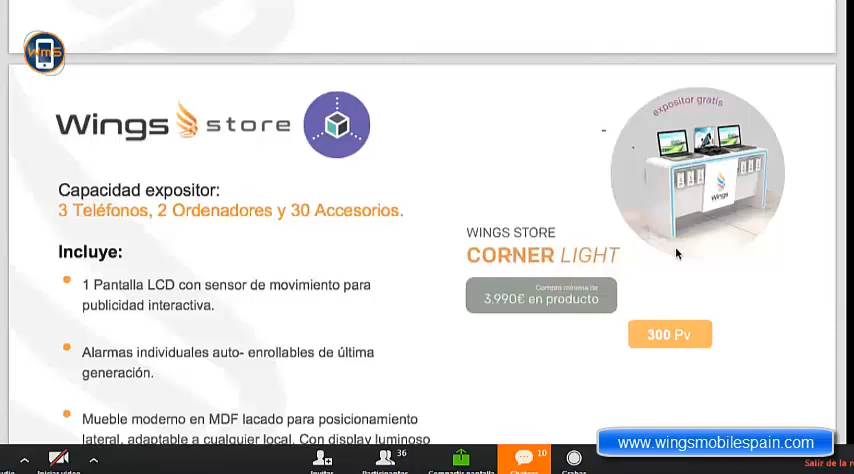 WmS
Wings store
expositor gratis
Wings
Capacidad expositor:
3 Teléfonos, 2 Ordenadores y 30 Accesorios.
WINGS STORE
CORNER LIGHT
Incluye:
Compra mínima de
3.990€ en producto
1 Pantalla LCD con sensor de movimiento para
publicidad interactiva.
300 Pv
Alarmas individuales auto- enrollables de última
generación.
Mueble moderno en MDF lacado para posicionamiento
lateral, adaptable a cualquier local. Con display luminoso
www.wingsmobilespain.com
36
10
Iniciar video
Invitar
Participantes
Compartir pantalla
Grabar
Salir de la r